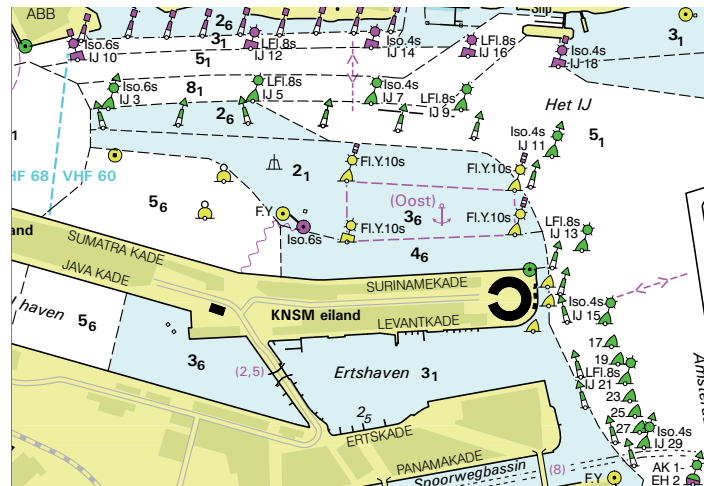 ABB
2₆
3₁
5₁
Iso.6s
IJ 10
LFl.8s
IJ 12
Iso.4s
IJ 14
LFl.8s
IJ 16
Slip
Iso.4s
IJ 18
3₁
8₁
Iso.6s
IJ 3
LFl.8s
IJ 5
Iso.4s
IJ 7
LFl.8s
IJ 9
2₆
Het IJ
Iso.4s
IJ 11
5₁
HF 68
VHF 60
2₁
Fl.Y.10s
Fl.Y.10s
(Oost)
5₆
F.Y
Iso.6s
3₆
Fl.Y.10s
Fl.Y.10s
LFl.8s
IJ 13
4₆
and
SUMATRA KADE
JAVA KADE
SURINAMEKADE
KNSM eiland
LEVANTKADE
haven
5₆
3₆
(2,5)
Ertshaven
3₁
Iso.4s
IJ 15
17
19
LFl.8s
IJ 21
23
25
27
Iso.4s
IJ 29
Amsterd
2₅
ERTSKADE
PANAMAKADE
Spoorwegbassin
(8)
F.Y
AK 1-
EH 2